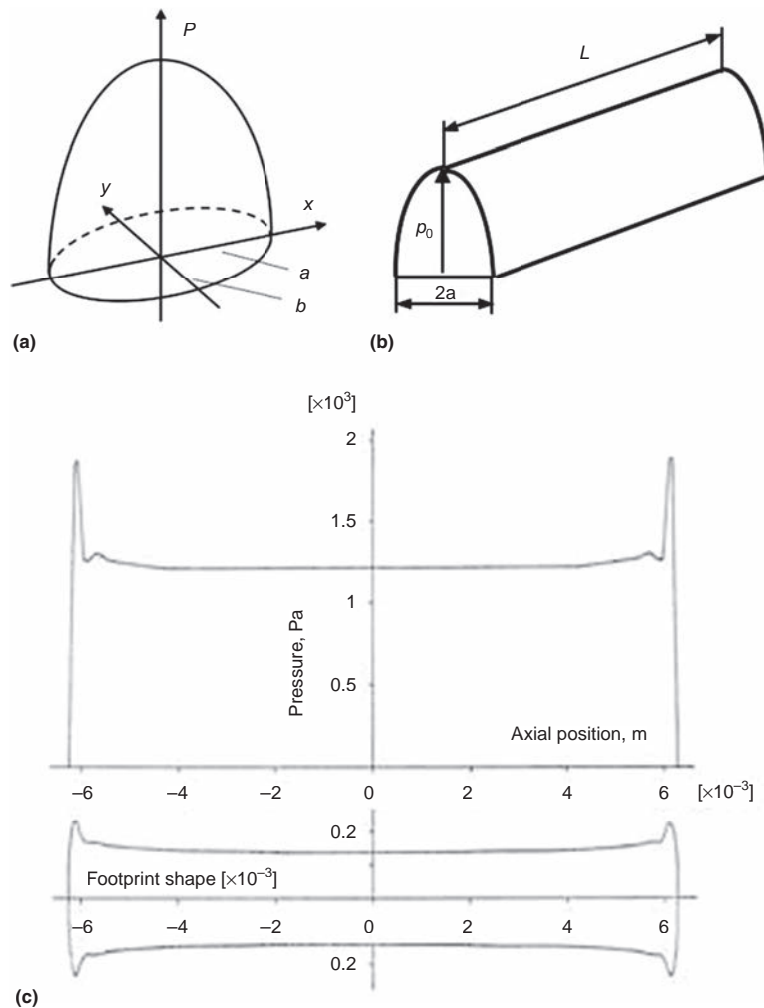 P
y
x
a
b
(a)
L
p₀
2a
(b)
[×10³]
2
1.5
1
0.5
Pressure, Pa
Axial position, m
–6 –4 –2 0 2 4 6 [×10⁻³]
0.2
Footprint shape [×10⁻³]
–6 –4 –2 0 2 4 6
0.2
(c)